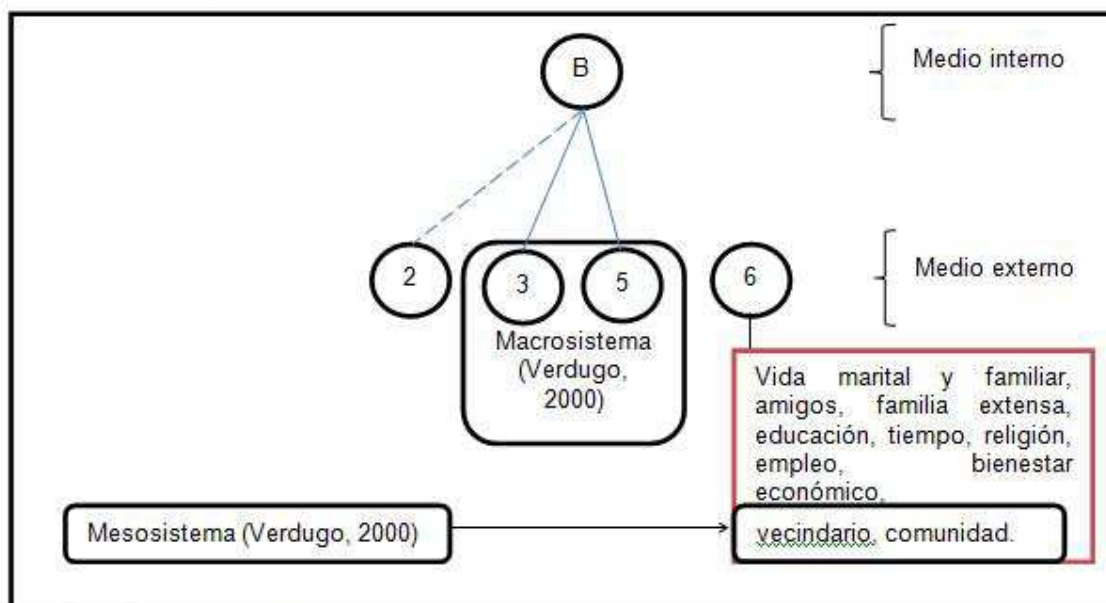 B
Medio interno
2
3
5
6
Medio externo
Macrosistema
(Verdugo,
2000)
Vida marital y familiar,
amigos, familia extensa,
educación, tiempo, religión,
empleo, bienestar
económico,
Mesosistema (Verdugo, 2000)
vecindario, comunidad.